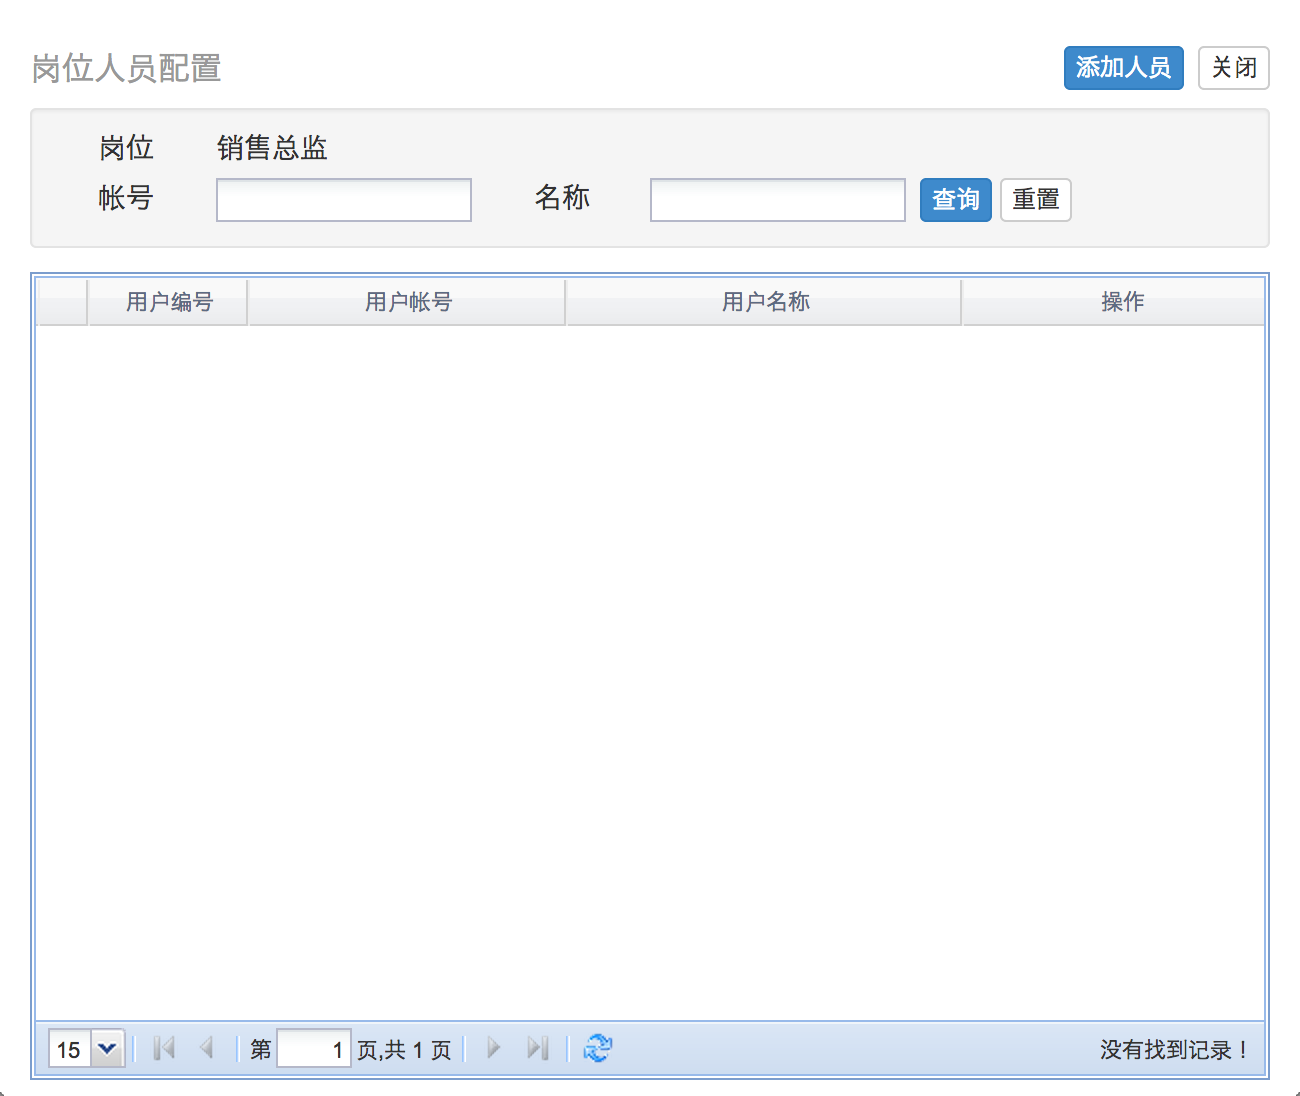 岗位人员配置 添加人员 关闭
岗位 销售总监
帐号 名称 查询 重置
用户编号 用户帐号 用户名称 操作
15 第 1 页,共 1 页 没有找到记录！